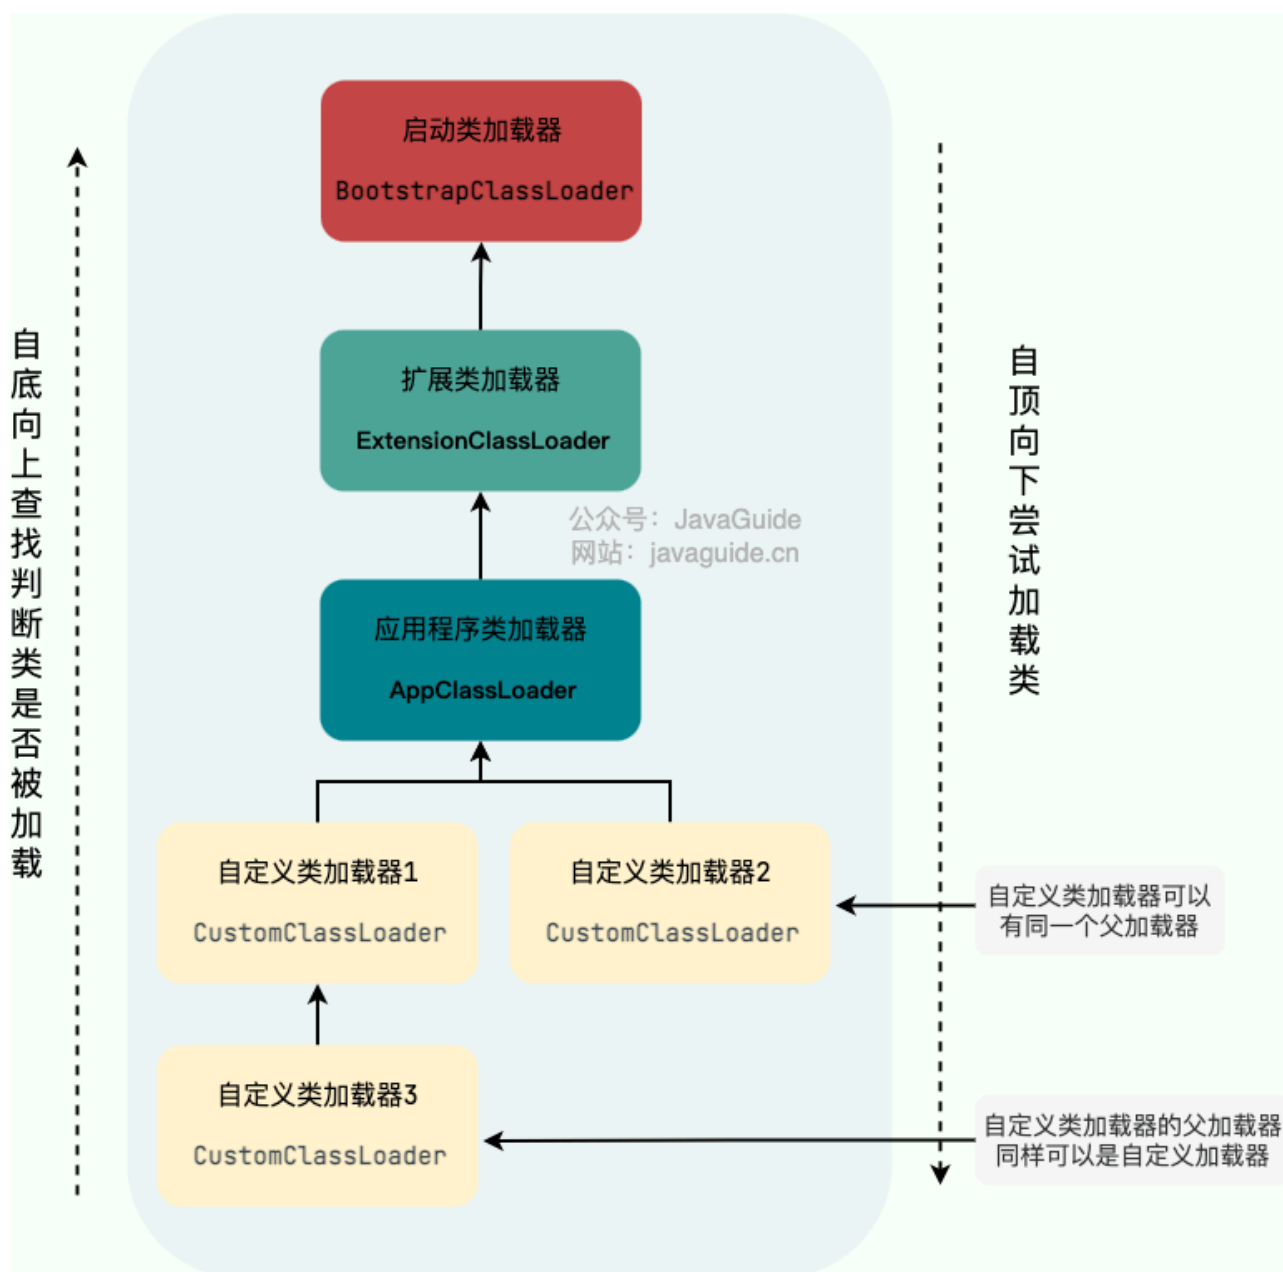 启动类加载器
BootstrapClassLoader
扩展类加载器
ExtensionClassLoader
公众号：JavaGuide
网站：javaguide.cn
应用程序类加载器
AppClassLoader
自底向上查找判断类是否被加载
自顶向下尝试加载类
自定义类加载器1
CustomClassLoader
自定义类加载器2
CustomClassLoader
自定义类加载器可以
有同一个父加载器
自定义类加载器3
CustomClassLoader
自定义类加载器的父加载器
同样可以是自定义加载器